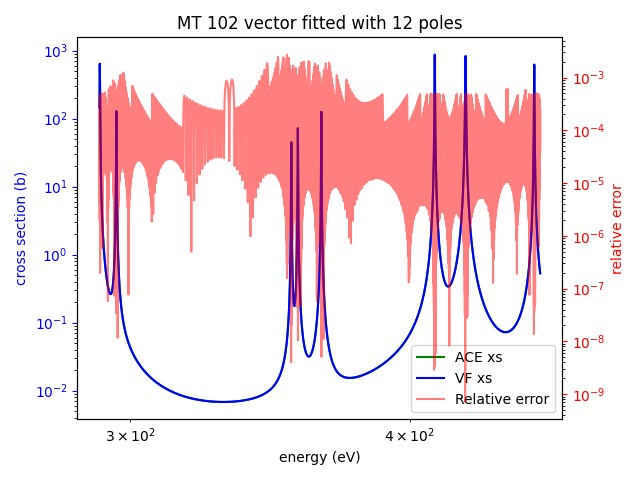 MT 102 vector fitted with 12 poles
10³
10²
10¹
10⁰
10⁻¹
10⁻²
cross section (b)
10⁻³
10⁻⁴
10⁻⁵
10⁻⁶
10⁻⁷
10⁻⁸
10⁻⁹
relative error
ACE xs
VF xs
Relative error
3 × 10²
4 × 10²
energy (eV)